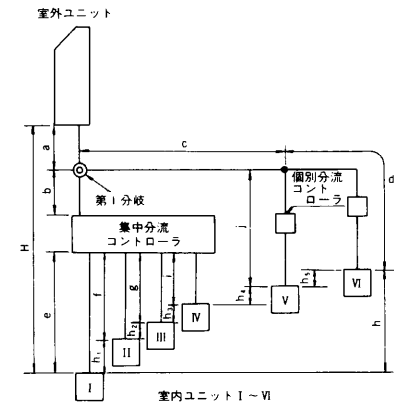 室外ユニット
a
c
第1分岐
b
個別分流
コント
ローラ
d
集中分流
コントローラ
H
j
e
f
g
i
h₁
h₂
h₃
h₄
h₅
h
I
II
III
IV
V
VI
室内ユニットI～VI